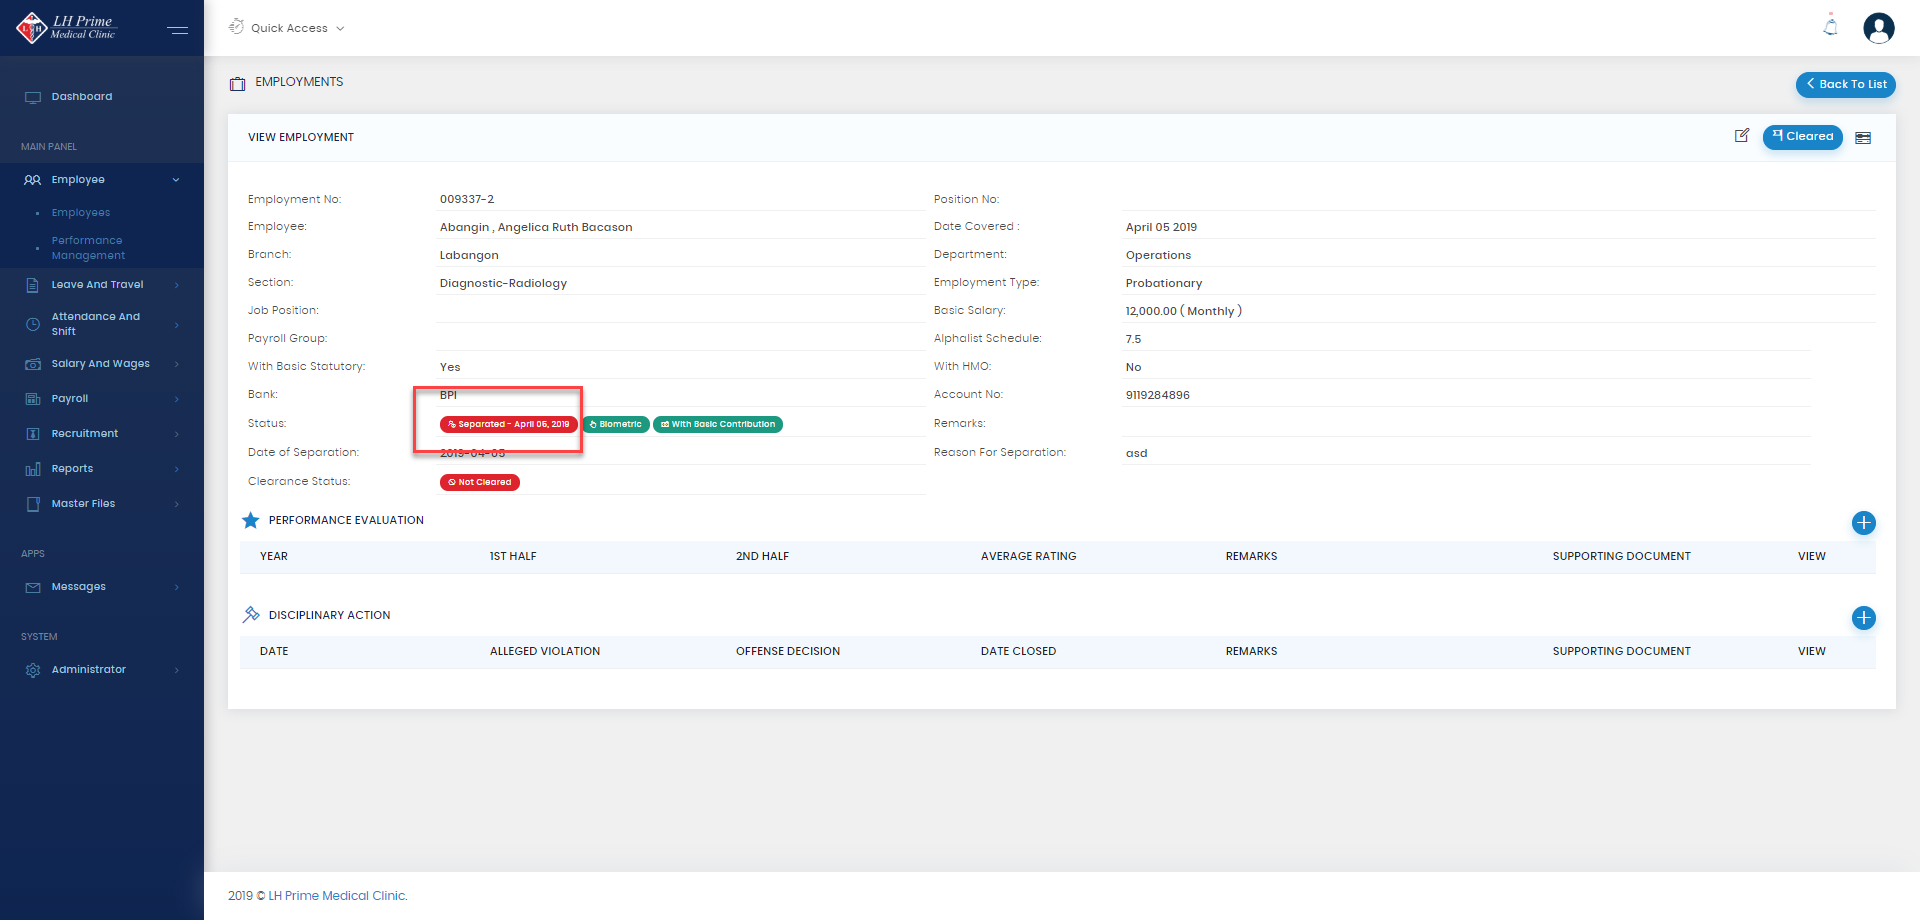 LH Prime
Medical Clinic
L H
Quick Access
Dashboard
MAIN PANEL
Employee
Employees
Performance
Management
Leave And Travel
Attendance And
Shift
Salary And Wages
Payroll
Recruitment
Reports
Master Files
APPS
Messages
SYSTEM
Administrator
EMPLOYMENTS
Back To List
VIEW EMPLOYMENT
Cleared
Employment No: 009337-2 Position No:
Employee: Abangin , Angelica Ruth Bacason Date Covered : April 05 2019
Branch: Labangon Department: Operations
Section: Diagnostic-Radiology Employment Type: Probationary
Job Position: Basic Salary: 12,000.00 ( Monthly )
Payroll Group: Alphalist Schedule: 7.5
With Basic Statutory: Yes With HMO: No
Bank: BPI Account No: 9119284896
Status: Separated - April 05, 2019 Biometric With Basic Contribution Remarks:
Date of Separation: 2019-04-05 Reason For Separation: asd
Clearance Status: Not Cleared
PERFORMANCE EVALUATION
YEAR 1ST HALF 2ND HALF AVERAGE RATING REMARKS SUPPORTING DOCUMENT VIEW
DISCIPLINARY ACTION
DATE ALLEGED VIOLATION OFFENSE DECISION DATE CLOSED REMARKS SUPPORTING DOCUMENT VIEW
2019 © LH Prime Medical Clinic.